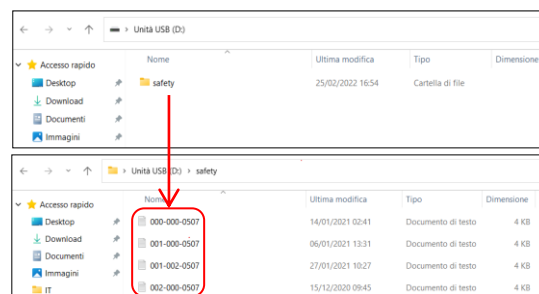 Unità USB (D:)
Nome Ultima modifica Tipo Dimensione
Accesso rapido
Desktop safety 25/02/2022 16:54 Cartella di file
Download
Documenti
Immagini
Unità USB (D:) safety
Nome Ultima modifica Tipo Dimensione
Accesso rapido
Desktop 000-000-0507 14/01/2021 02:41 Documento di testo 4 KB
Download 001-000-0507 06/01/2021 13:31 Documento di testo 4 KB
Documenti 001-002-0507 27/01/2021 10:27 Documento di testo 4 KB
Immagini
IT 002-000-0507 15/12/2020 09:45 Documento di testo 4 KB